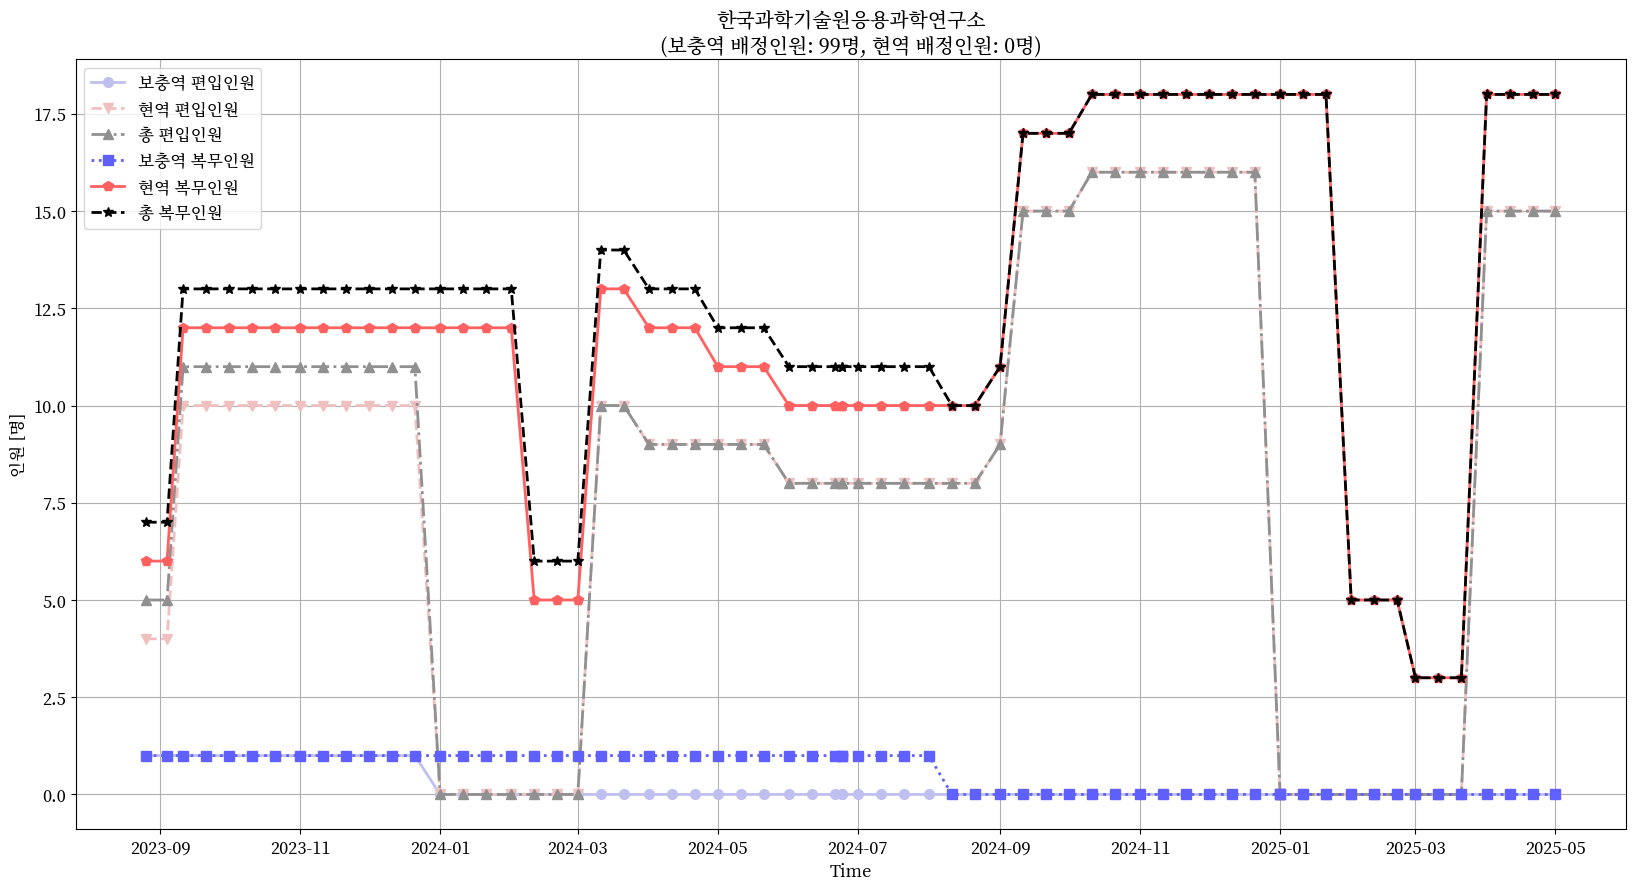 한국과학기술원응용과학연구소
(보충역 배정인원: 99명, 현역 배정인원: 0명)
보충역 편입인원
현역 편입인원
총 편입인원
보충역 복무인원
현역 복무인원
총 복무인원
인원 [명]
17.5
15.0
12.5
10.0
7.5
5.0
2.5
0.0
2023-09 2023-11 2024-01 2024-03 2024-05 2024-07 2024-09 2024-11 2025-01 2025-03 2025-05
Time